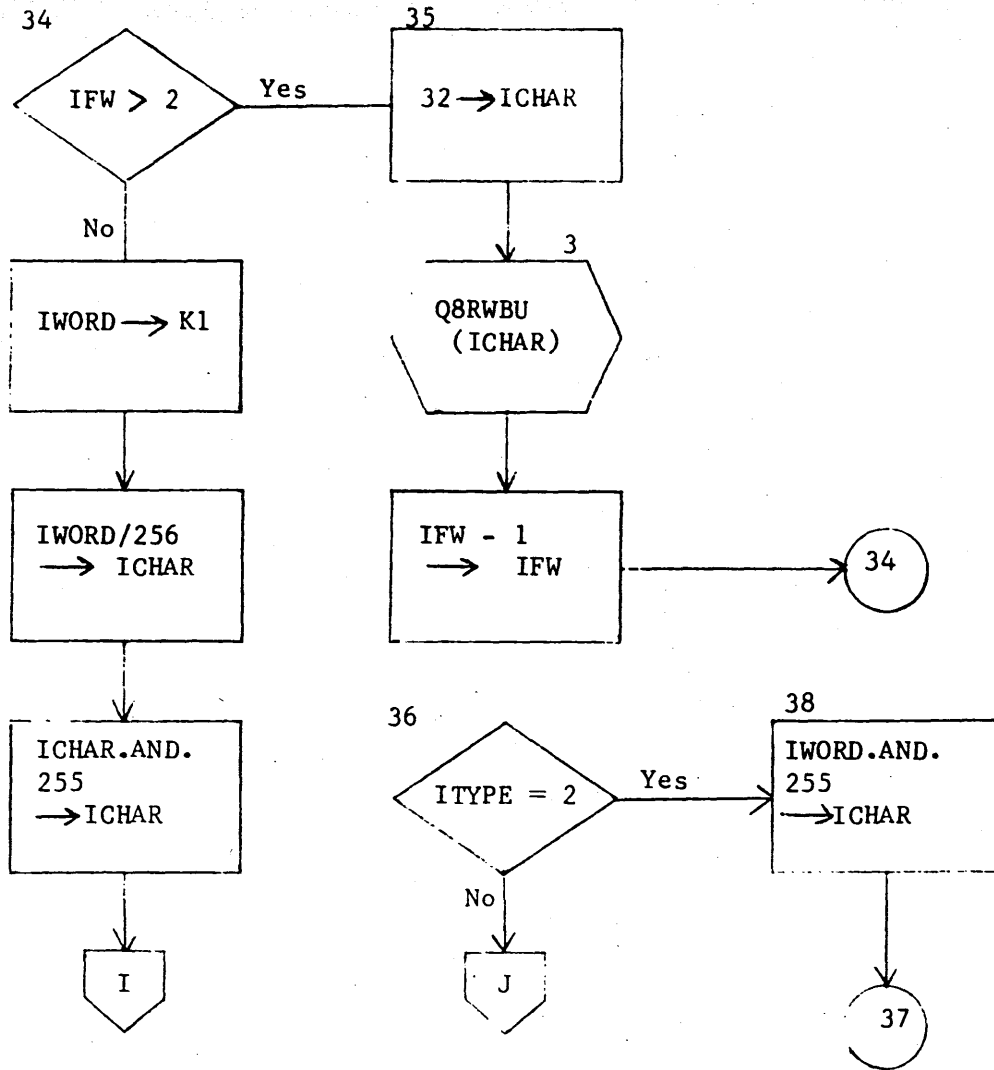 34
IFW > 2
Yes
35
32→ICHAR
No
IWORD → K1
3
Q8RWBU
(ICHAR)
IWORD/256
→ ICHAR
IFW - 1
→ IFW
34
ICHAR.AND.
255
→ICHAR
36
ITYPE = 2
Yes
38
IWORD.AND.
255
→ICHAR
No
I
J
37